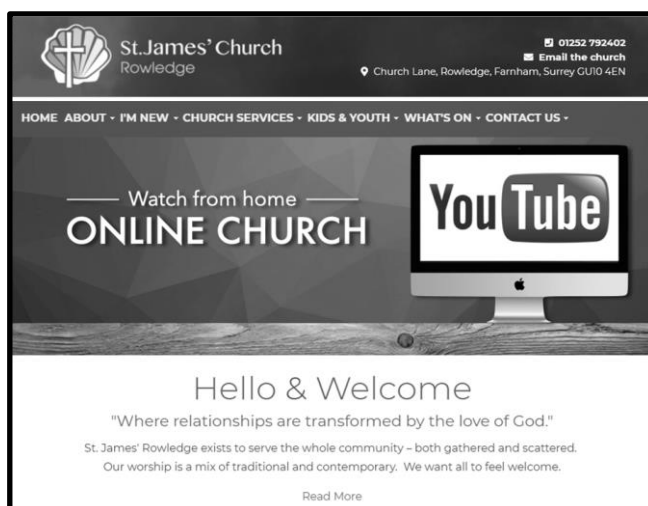 St.James' Church
Rowledge
01252 792402
Email the church
Church Lane, Rowledge, Farnham, Surrey GU10 4EN
HOME ABOUT I'M NEW CHURCH SERVICES KIDS & YOUTH WHAT'S ON CONTACT US
Watch from home
ONLINE CHURCH
YouTube
Hello & Welcome
"Where relationships are transformed by the love of God."
St. James' Rowledge exists to serve the whole community – both gathered and scattered.
Our worship is a mix of traditional and contemporary. We want all to feel welcome.
Read More